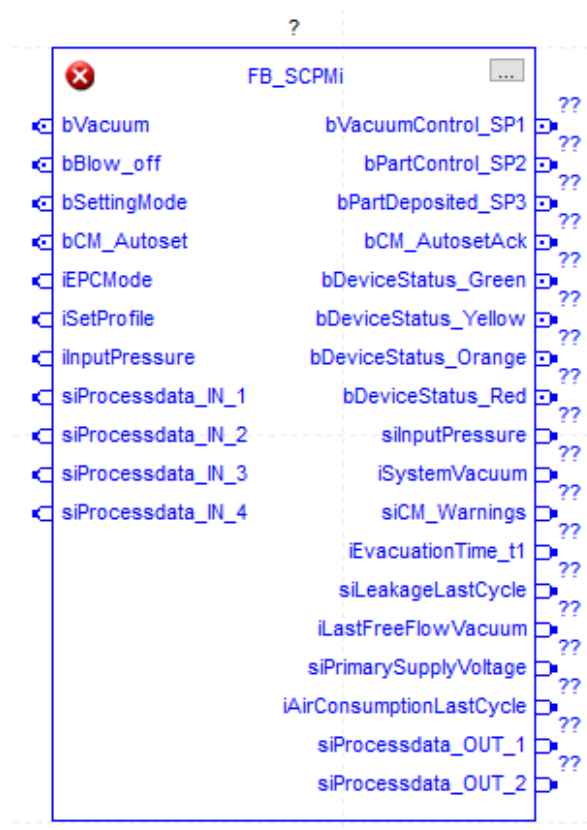 ?
FB_SCPMi ...
??
bVacuum bVacuumControl_SP1
??
bBlow_off bPartControl_SP2
??
bSettingMode bPartDeposited_SP3
??
bCM_Autoset bCM_AutosetAck
??
iEPCMode bDeviceStatus_Green
??
iSetProfile bDeviceStatus_Yellow
??
iInputPressure bDeviceStatus_Orange
??
siProcessdata_IN_1 bDeviceStatus_Red
??
siProcessdata_IN_2 siInputPressure
??
siProcessdata_IN_3 iSystemVacuum
??
siProcessdata_IN_4 siCM_Warnings
??
iEvacuationTime_t1
??
siLeakageLastCycle
??
iLastFreeFlowVacuum
??
siPrimarySupplyVoltage
??
iAirConsumptionLastCycle
??
siProcessdata_OUT_1
??
siProcessdata_OUT_2